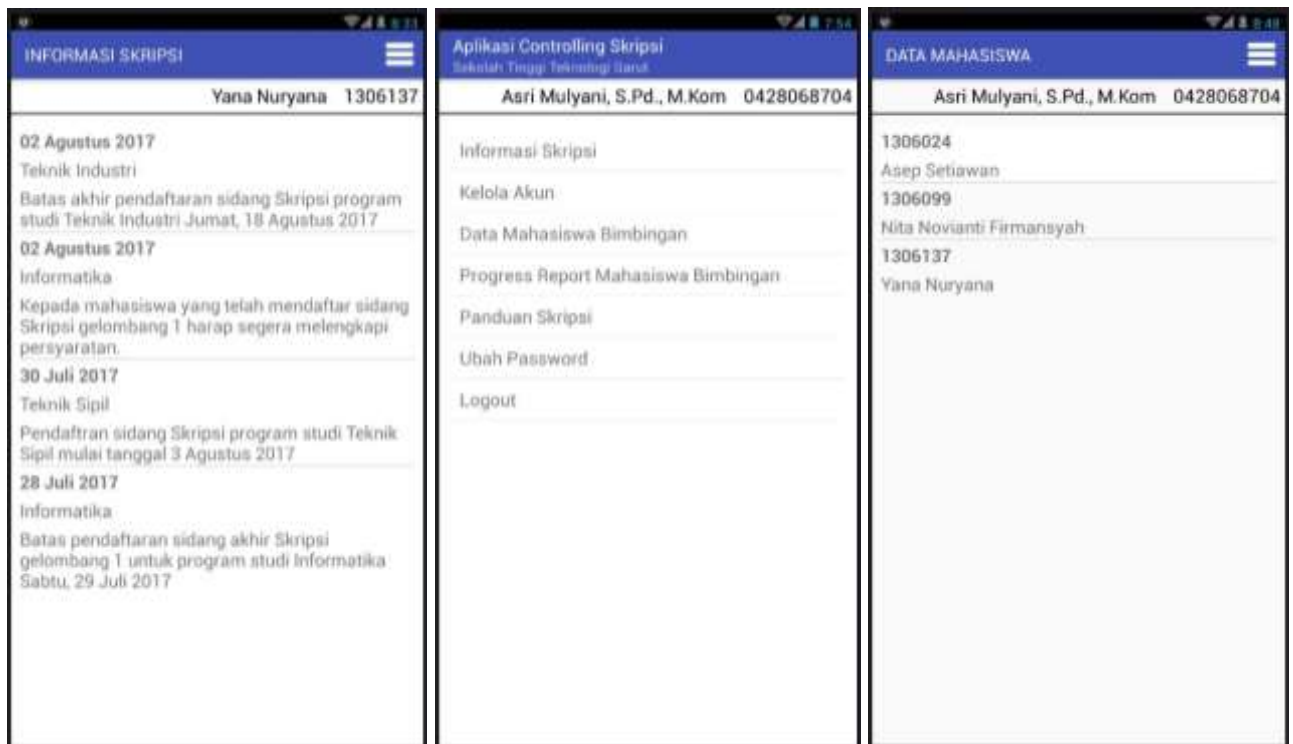 8:33
INFORMASI SKRIPSI
Yana Nuryana 1306137
02 Agustus 2017
Teknik Industri
Batas akhir pendaftaran sidang Skripsi program
studi Teknik Industri Jumat, 18 Agustus 2017
02 Agustus 2017
Informatika
Kepada mahasiswa yang telah mendaftar sidang
Skripsi gelombang 1 harap segera melengkapi
persyaratan.
30 Juli 2017
Teknik Sipil
Pendaftran sidang Skripsi program studi Teknik
Sipil mulai tanggal 3 Agustus 2017
28 Juli 2017
Informatika
Batas pendaftaran sidang akhir Skripsi
gelombang 1 untuk program studi Informatika
Sabtu, 29 Juli 2017
7:54
Aplikasi Controlling Skripsi
Sekolah Tinggi Teknologi Garut
Asri Mulyani, S.Pd., M.Kom 0428068704
Informasi Skripsi
Kelola Akun
Data Mahasiswa Bimbingan
Progress Report Mahasiswa Bimbingan
Panduan Skripsi
Ubah Password
Logout
DATA MAHASISWA
Asri Mulyani, S.Pd., M.Kom 0428068704
1306024
Asep Setiawan
1306099
Nita Novianti Firmansyah
1306137
Yana Nuryana